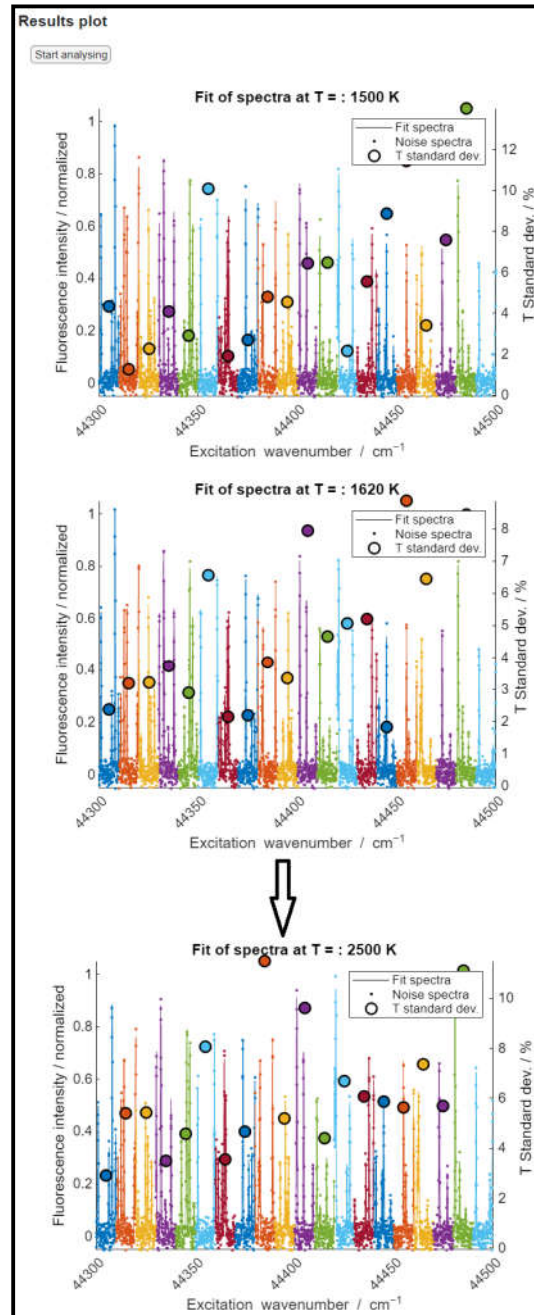 Results plot
Start analysing
Fit of spectra at T = : 1500 K
Fluorescence intensity / normalized
1
0.8
0.6
0.4
0.2
0
Fit spectra
Noise spectra
T standard dev.
12
10
8
6
4
2
0
T Standard dev. / %
44300
44350
44400
44450
44500
Excitation wavenumber / cm⁻¹
Fit of spectra at T = : 1620 K
Fluorescence intensity / normalized
1
0.8
0.6
0.4
0.2
0
Fit spectra
Noise spectra
T standard dev.
8
7
6
5
4
3
2
1
0
T Standard dev. / %
44300
44350
44400
44450
44500
Excitation wavenumber / cm⁻¹
Fit of spectra at T = : 2500 K
Fluorescence intensity / normalized
1
0.8
0.6
0.4
0.2
0
Fit spectra
Noise spectra
T standard dev.
10
8
6
4
2
0
T Standard dev. / %
44300
44350
44400
44450
44500
Excitation wavenumber / cm⁻¹